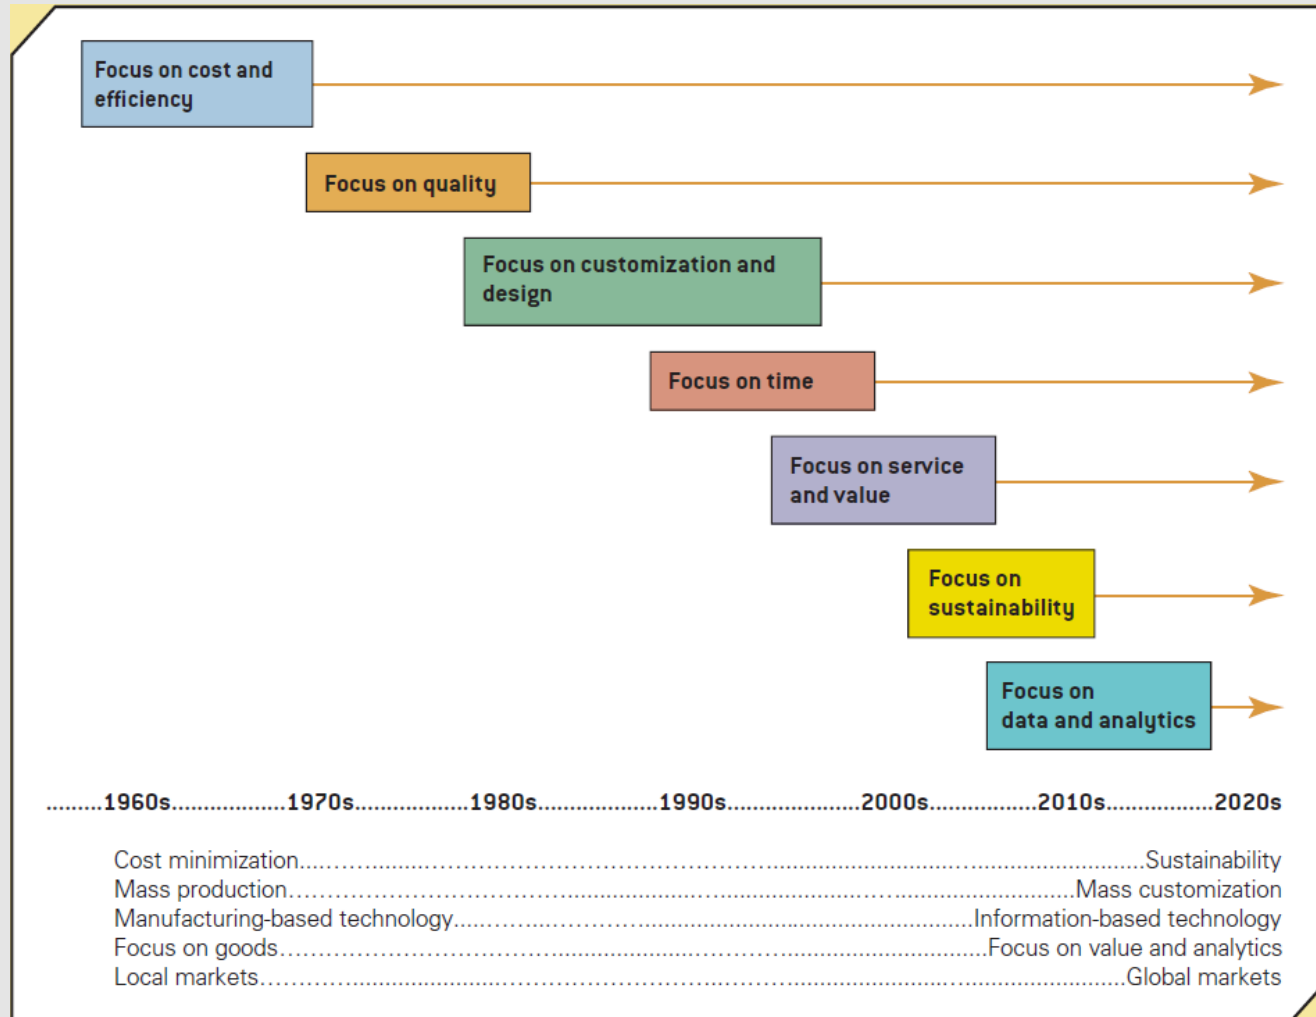 Focus on cost and
efficiency
Focus on quality
Focus on customization and
design
Focus on time
Focus on service
and value
Focus on
sustainability
Focus on
data and analytics
.........1960s..................1970s..................1980s...................1990s.....................2000s.................2010s.................2020s
Cost minimization..........................................................................................Sustainability
Mass production..........................................................................................Mass customization
Manufacturing-based technology..........................................................................................Information-based technology
Focus on goods..........................................................................................Focus on value and analytics
Local markets..........................................................................................Global markets